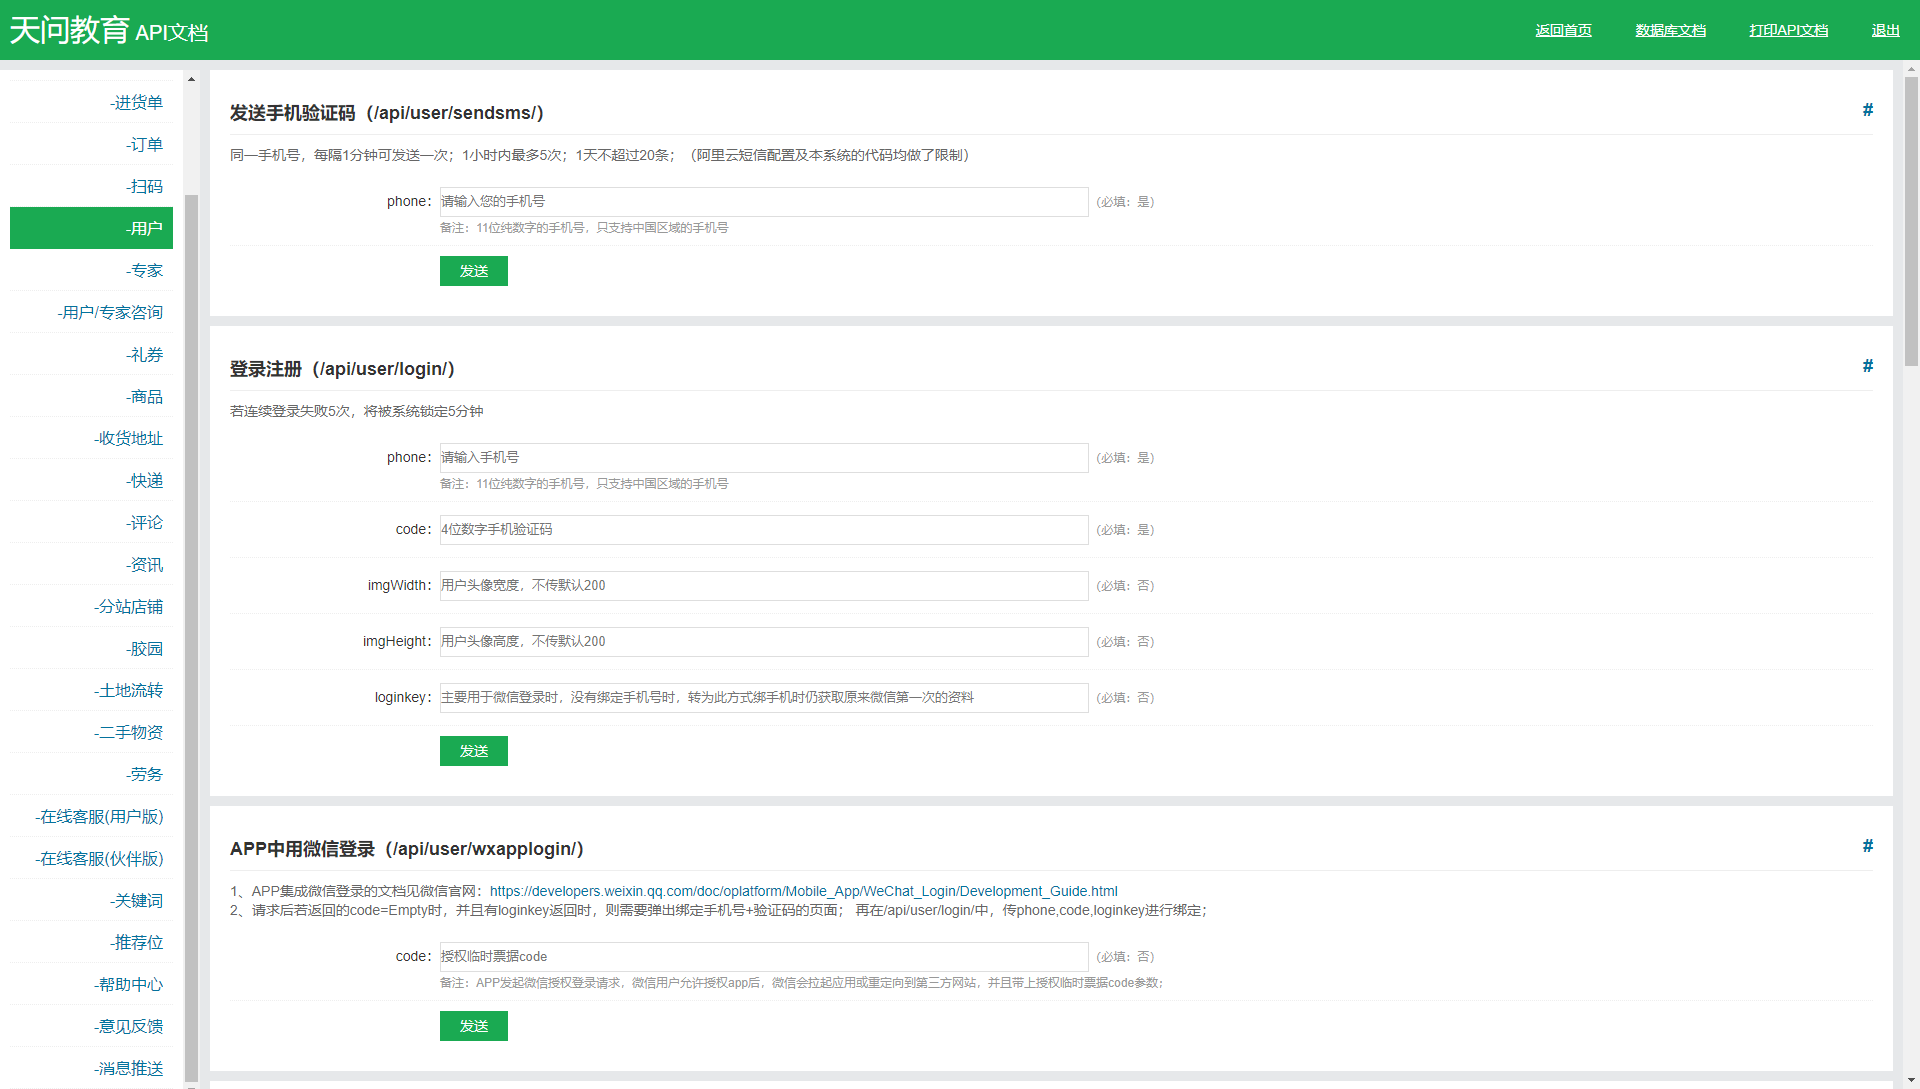 天问教育 API文档
返回首页
数据库文档
打印API文档
退出
-进货单
-订单
-扫码
-用户
-专家
-用户/专家咨询
-礼券
-商品
-收货地址
-快递
-评论
-资讯
-分站店铺
-胶园
-土地流转
-二手物资
-劳务
-在线客服(用户版)
-在线客服(伙伴版)
-关键词
-推荐位
-帮助中心
-意见反馈
-消息推送
发送手机验证码（/api/user/sendsms/）
#
同一手机号，每隔1分钟可发送一次；1小时内最多5次；1天不超过20条；（阿里云短信配置及本系统的代码均做了限制）
phone： 请输入您的手机号 （必填：是）
备注：11位纯数字的手机号，只支持中国区域的手机号
发送
登录注册（/api/user/login/）
#
若连续登录失败5次，将被系统锁定5分钟
phone： 请输入手机号 （必填：是）
备注：11位纯数字的手机号，只支持中国区域的手机号
code： 4位数字手机验证码 （必填：是）
imgWidth： 用户头像宽度，不传默认200 （必填：否）
imgHeight： 用户头像高度，不传默认200 （必填：否）
loginkey： 主要用于微信登录时，没有绑定手机号时，转为此方式绑手机时仍获取原来微信第一次的资料 （必填：否）
发送
APP中用微信登录（/api/user/wxapplogin/）
#
1、APP集成微信登录的文档见微信官网：https://developers.weixin.qq.com/doc/oplatform/Mobile_App/WeChat_Login/Development_Guide.html
2、请求后若返回的code=Empty时，并且有loginkey返回时，则需要弹出绑定手机号+验证码的页面； 再在/api/user/login/中，传phone,code,loginkey进行绑定；
code： 授权临时票据code （必填：否）
备注：APP发起微信授权登录请求，微信用户允许授权app后，微信会拉起应用或重定向到第三方网站，并且带上授权临时票据code参数；
发送